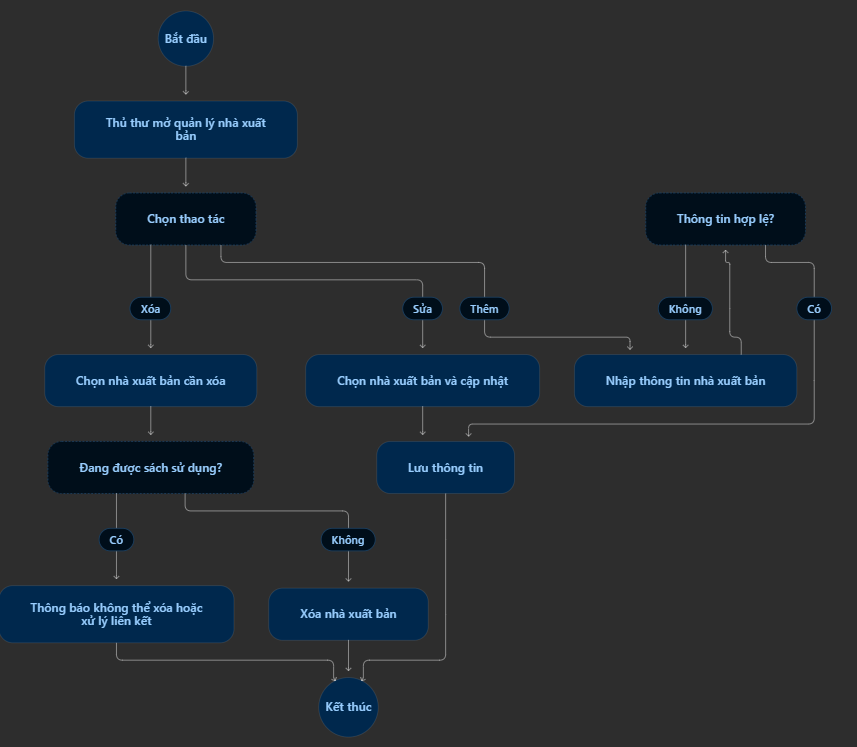 Bắt đầu
Thủ thư mở quản lý nhà xuất
bản
Chọn thao tác
Thông tin hợp lệ?
Xóa
Sửa
Thêm
Không
Có
Chọn nhà xuất bản cần xóa
Chọn nhà xuất bản và cập nhật
Nhập thông tin nhà xuất bản
Đang được sách sử dụng?
Lưu thông tin
Có
Không
Thông báo không thể xóa hoặc
xử lý liên kết
Xóa nhà xuất bản
Kết thúc